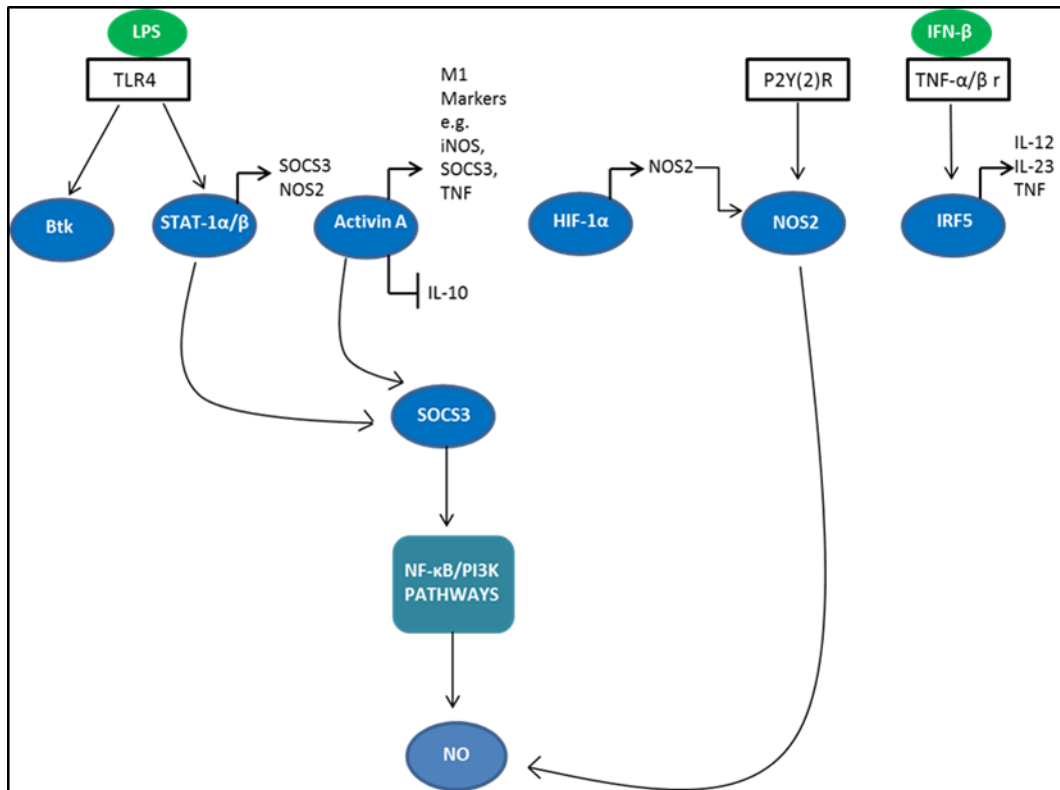 LPS
TLR4
Btk
STAT-1α/β
SOCS3
NOS2
Activin A
M1
Markers
e.g.
iNOS,
SOCS3,
TNF
IL-10
SOCS3
NF-κB/PI3K
PATHWAYS
NO
HIF-1α
NOS2
P2Y(2)R
NOS2
IFN-β
TNF-α/β r
IRF5
IL-12
IL-23
TNF